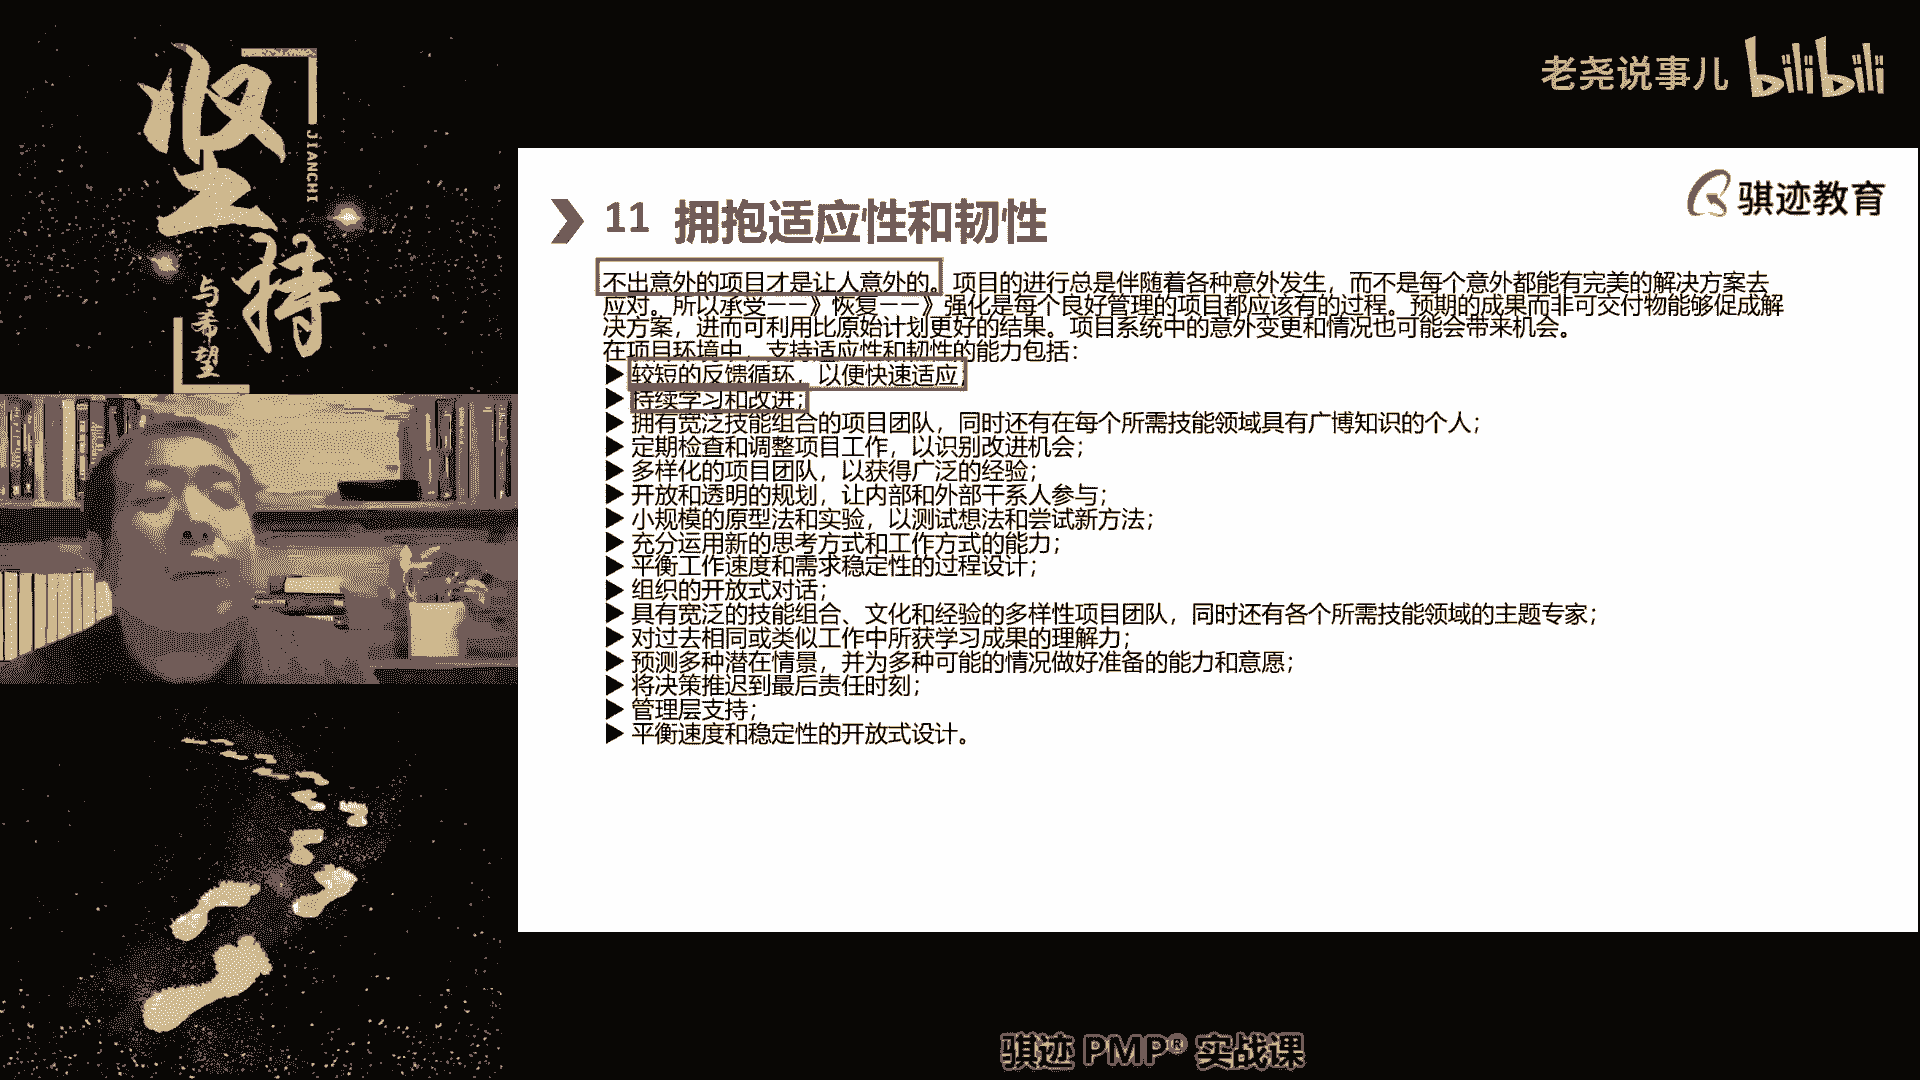 坚持
JIANCHI
与希望
老尧说事儿 bilibili
骐迹教育
11 拥抱适应性和韧性
不出意外的项目才是让人意外的。项目的进行总是伴随着各种意外发生，而不是每个意外都能有完美的解决方案去
应对。所以承受——》恢复——》强化是每个良好管理的项目都应该有的过程。预期的成果而非可交付物能够促成解
决方案，进而可利用比原始计划更好的结果。项目系统中的意外变更和情况也可能会带来机会。
在项目环境中，支持适应性和韧性的能力包括：
▶ 较短的反馈循环，以便快速适应；
▶ 持续学习和改进；
▶ 拥有宽泛技能组合的项目团队，同时还有在每个所需技能领域具有广博知识的个人；
▶ 定期检查和调整项目工作，以识别改进机会；
▶ 多样化的项目团队，以获得广泛的经验；
▶ 开放和透明的规划，让内部和外部干系人参与；
▶ 小规模的原型法和实验，以测试想法和尝试新方法；
▶ 充分运用新的思考方式和工作方式的能力；
▶ 平衡工作速度和需求稳定性的过程设计；
▶ 组织的开放式对话；
▶ 具有宽泛的技能组合、文化和经验的多样性项目团队，同时还有各个所需技能领域的主题专家；
▶ 对过去相同或类似工作中所获学习成果的理解力；
▶ 预测多种潜在情景，并为多种可能的情况做好准备的能力和意愿；
▶ 将决策推迟到最后责任时刻；
▶ 管理层支持；
▶ 平衡速度和稳定性的开放式设计。
骐迹 PMP® 实战课